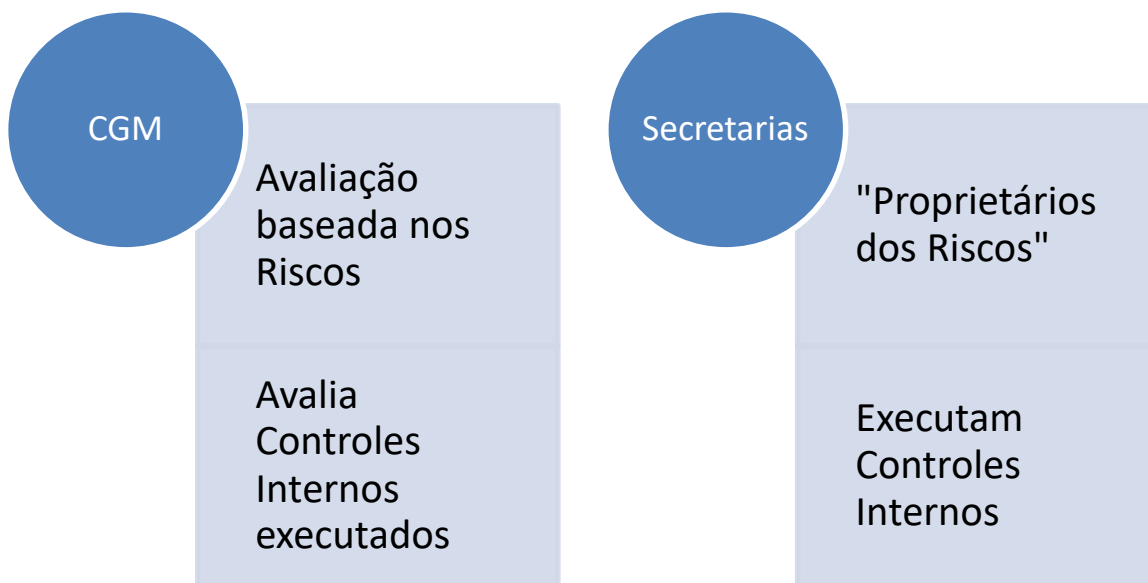 CGM
Avaliação
baseada nos
Riscos
Avalia
Controles
Internos
executados
Secretarias
"Proprietários
dos Riscos"
Executam
Controles
Internos